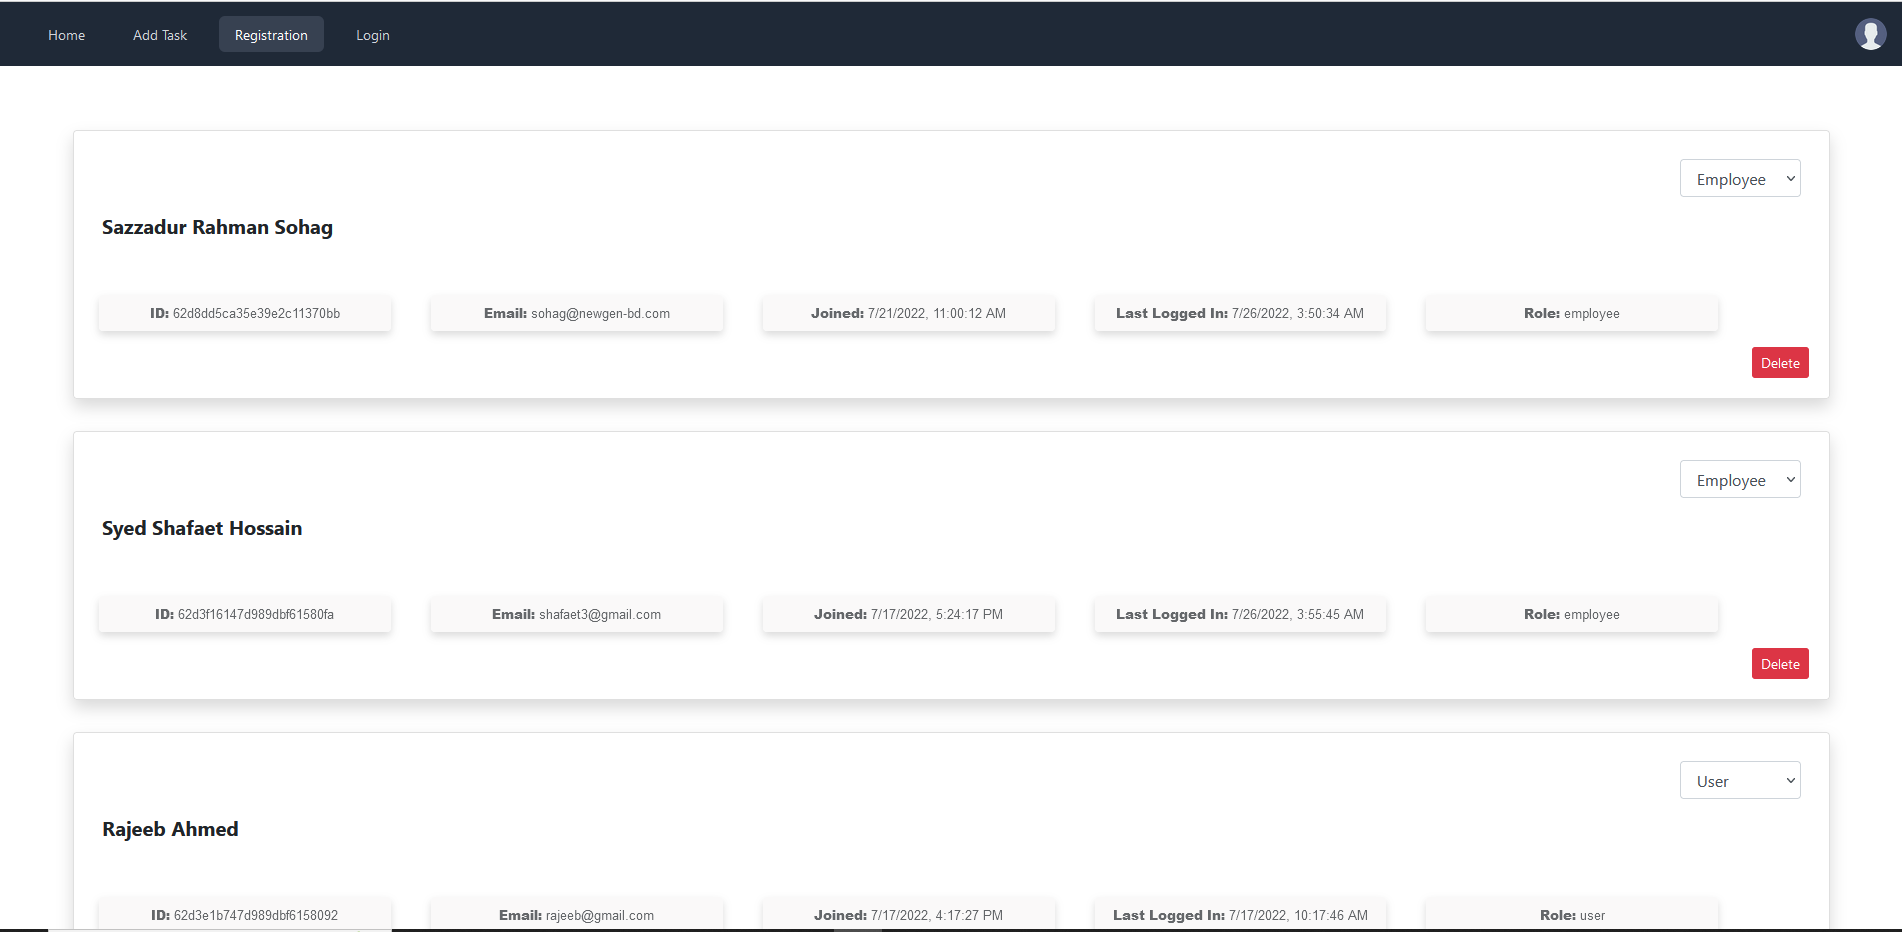 Home Add Task Registration Login
Employee
Sazzadur Rahman Sohag
ID: 62d8dd5ca35e39e2c11370bb Email: sohag@newgen-bd.com Joined: 7/21/2022, 11:00:12 AM Last Logged In: 7/26/2022, 3:50:34 AM Role: employee
Delete
Employee
Syed Shafaet Hossain
ID: 62d3f16147d989dbf61580fa Email: shafaet3@gmail.com Joined: 7/17/2022, 5:24:17 PM Last Logged In: 7/26/2022, 3:55:45 AM Role: employee
Delete
User
Rajeeb Ahmed
ID: 62d3e1b747d989dbf6158092 Email: rajeeb@gmail.com Joined: 7/17/2022, 4:17:27 PM Last Logged In: 7/17/2022, 10:17:46 AM Role: user